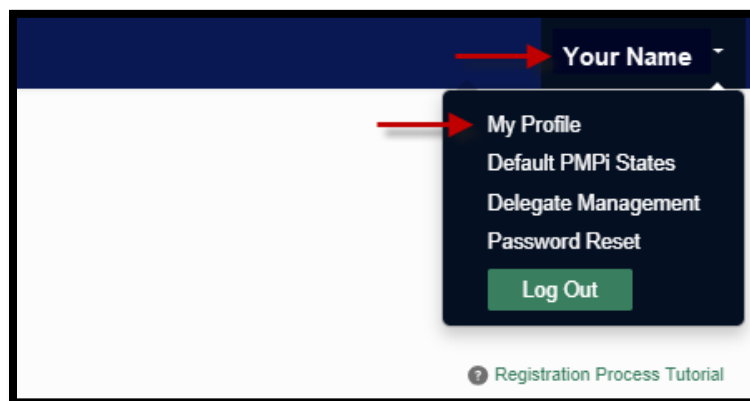 Your Name
My Profile
Default PMPi States
Delegate Management
Password Reset
Log Out
? Registration Process Tutorial